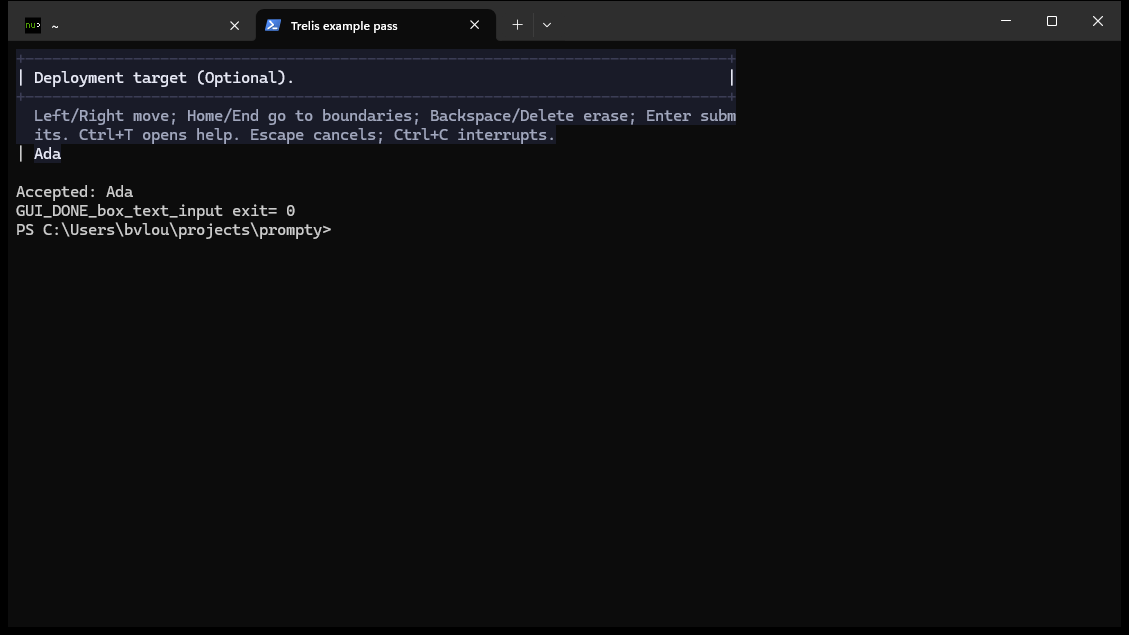 nu> ~
Trelis example pass
+-------------------------------------------------------------------------------+
| Deployment target (Optional). |
+-------------------------------------------------------------------------------+
Left/Right move; Home/End go to boundaries; Backspace/Delete erase; Enter subm
its. Ctrl+T opens help. Escape cancels; Ctrl+C interrupts.
| Ada
Accepted: Ada
GUI_DONE_box_text_input exit= 0
PS C:\Users\bvlou\projects\prompty>